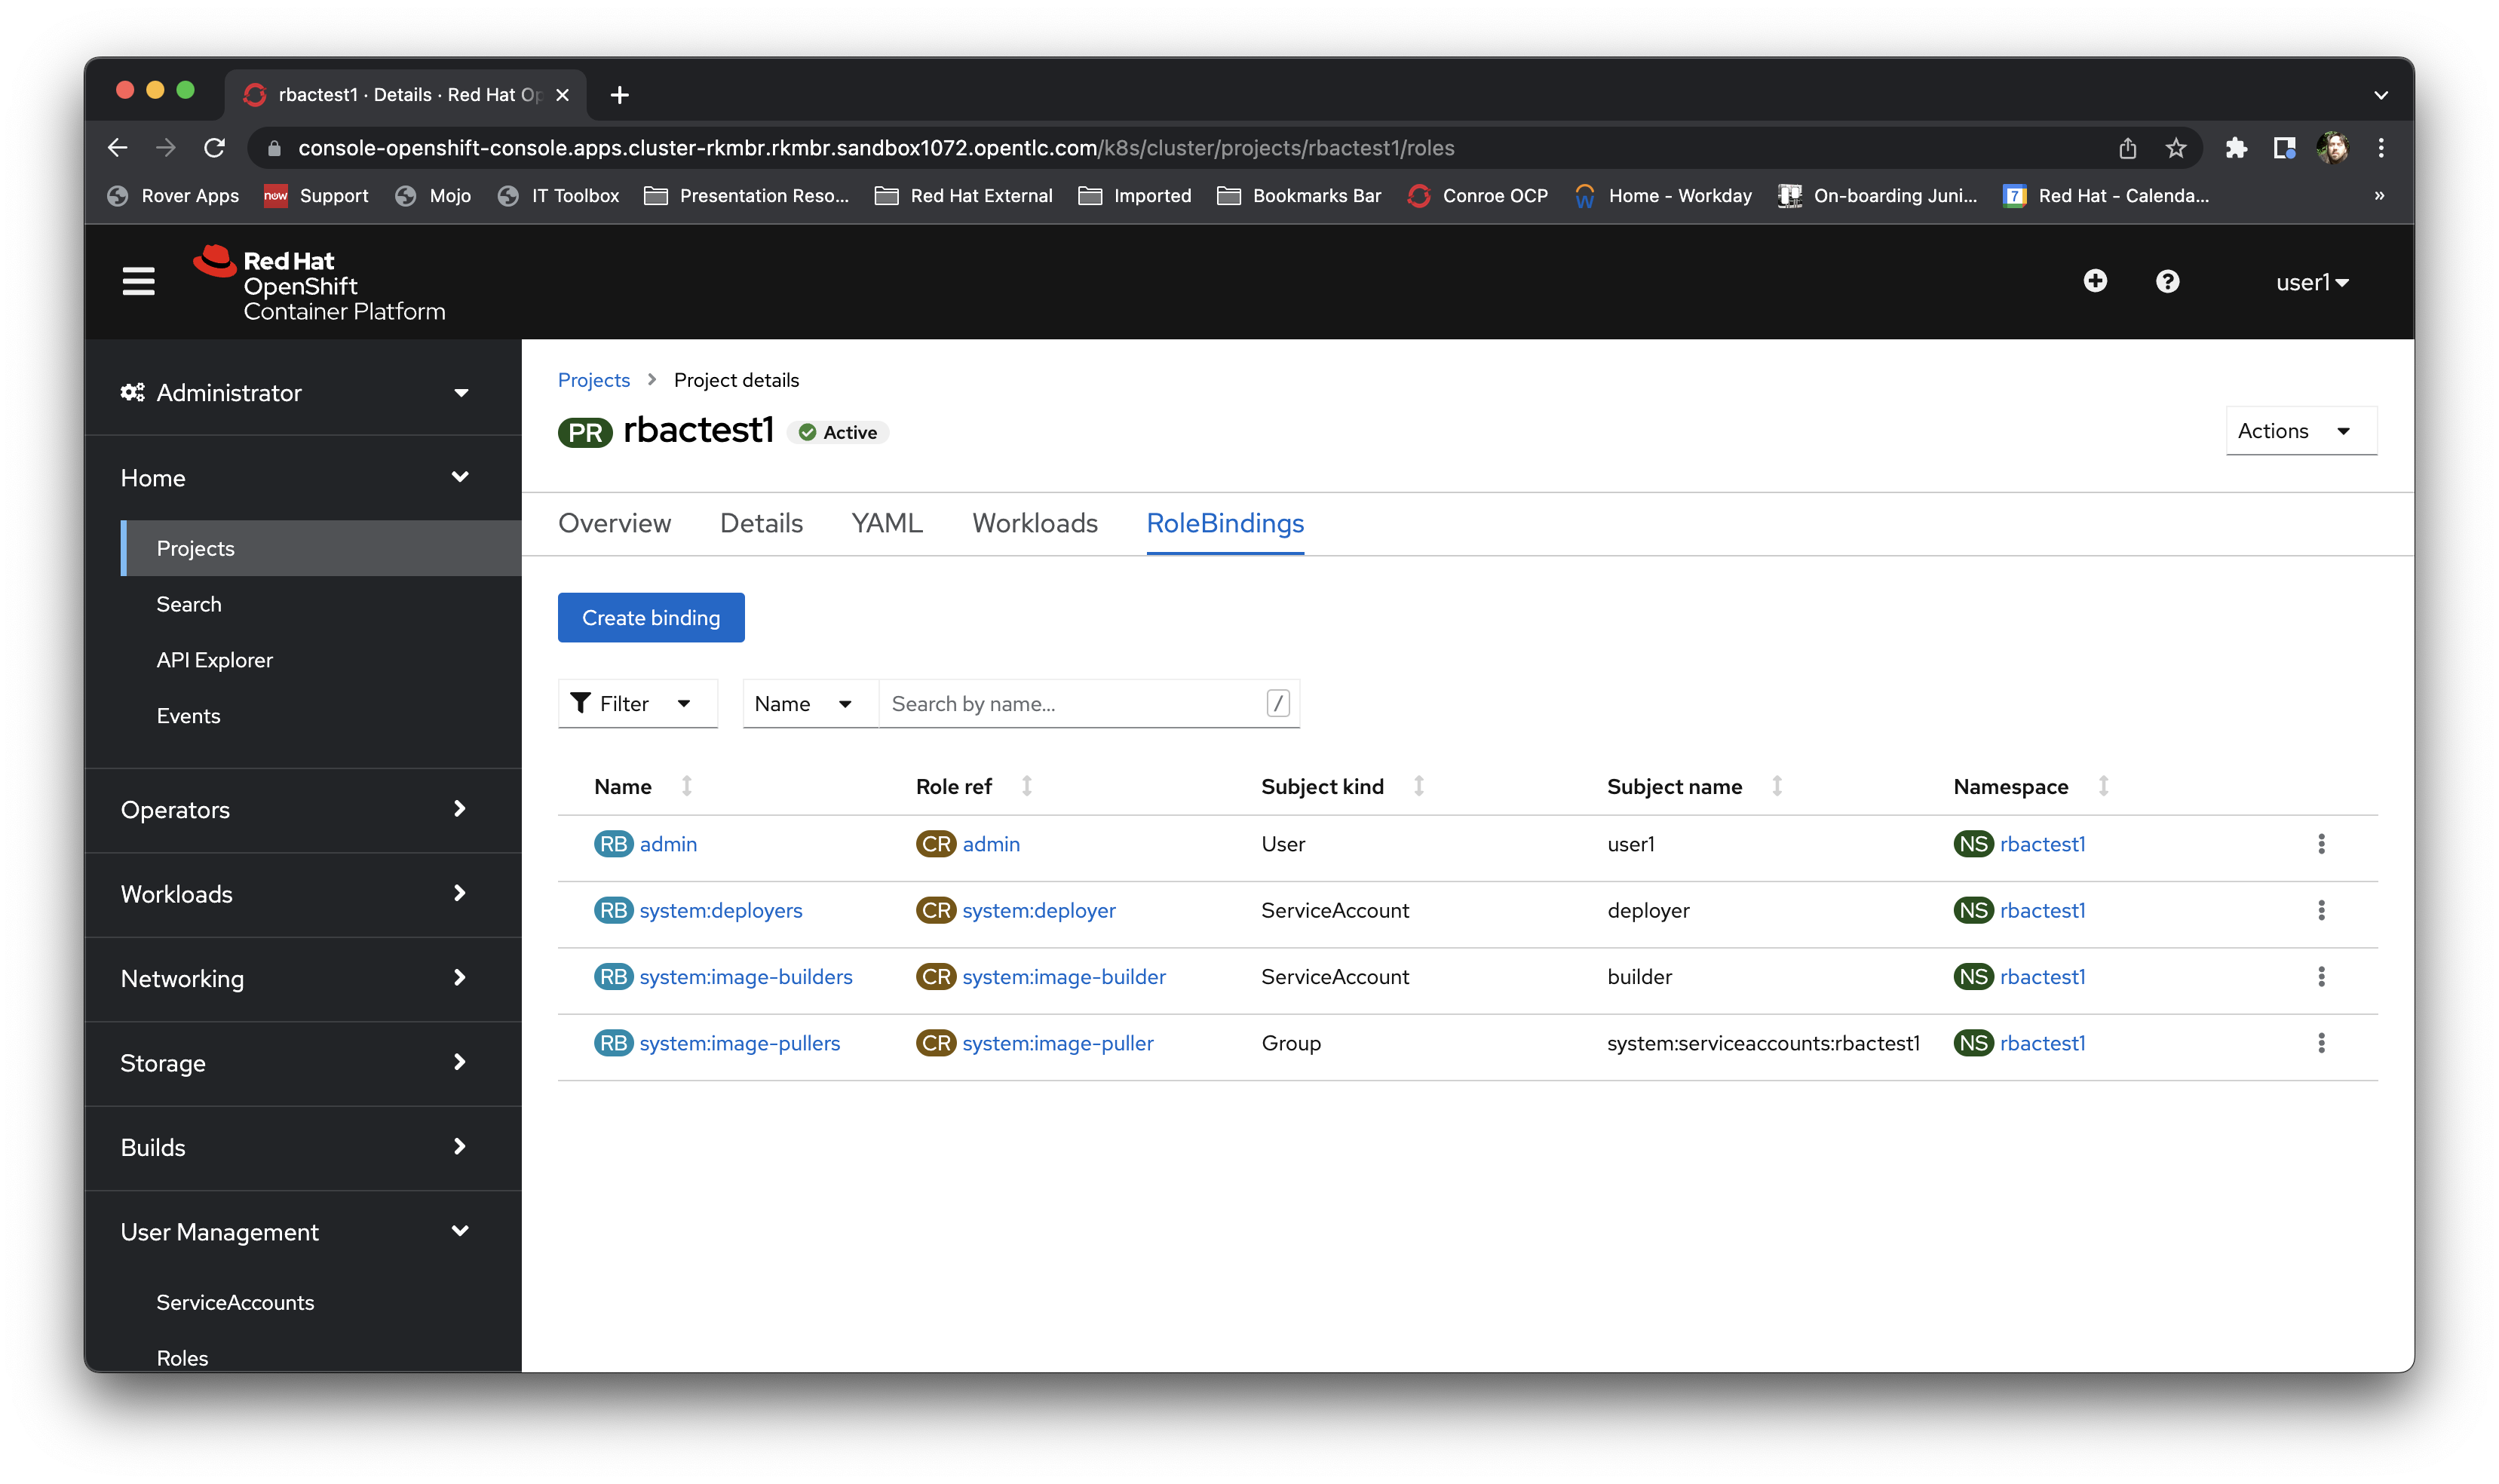 rbactest1 · Details · Red Hat Op
console-openshift-console.apps.cluster-rkmbr.rkmbr.sandbox1072.opentlc.com/k8s/cluster/projects/rbactest1/roles
Rover Apps now Support Mojo IT Toolbox Presentation Reso... Red Hat External Imported Bookmarks Bar Conroe OCP Home - Workday On-boarding Juni... 7 Red Hat - Calenda... »
Red Hat
OpenShift
Container Platform
user1
Administrator
Home
Projects
Search
API Explorer
Events
Operators
Workloads
Networking
Storage
Builds
User Management
ServiceAccounts
Roles
Projects > Project details
PR rbactest1 Active
Actions
Overview Details YAML Workloads RoleBindings
Create binding
Filter Name Search by name... /
Name Role ref Subject kind Subject name Namespace
RB admin CR admin User user1 NS rbactest1
RB system:deployers CR system:deployer ServiceAccount deployer NS rbactest1
RB system:image-builders CR system:image-builder ServiceAccount builder NS rbactest1
RB system:image-pullers CR system:image-puller Group system:serviceaccounts:rbactest1 NS rbactest1